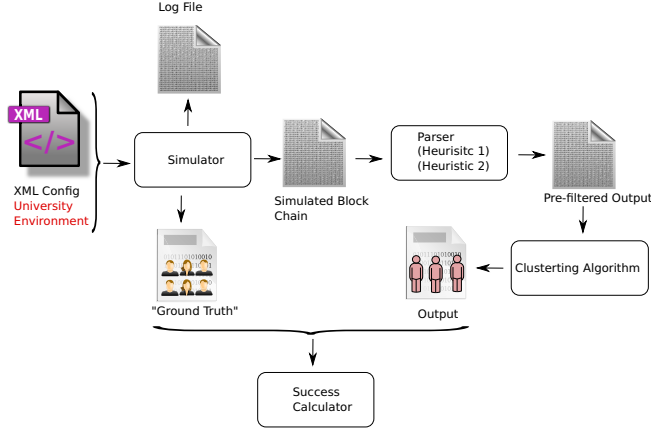 Log File
XML
</>
XML Config
University
Environment
Simulator
Simulated Block
Chain
Parser
(Heurisitc 1)
(Heuristic 2)
Pre-filtered Output
Clusterting Algorithm
Output
"Ground Truth"
Success
Calculator